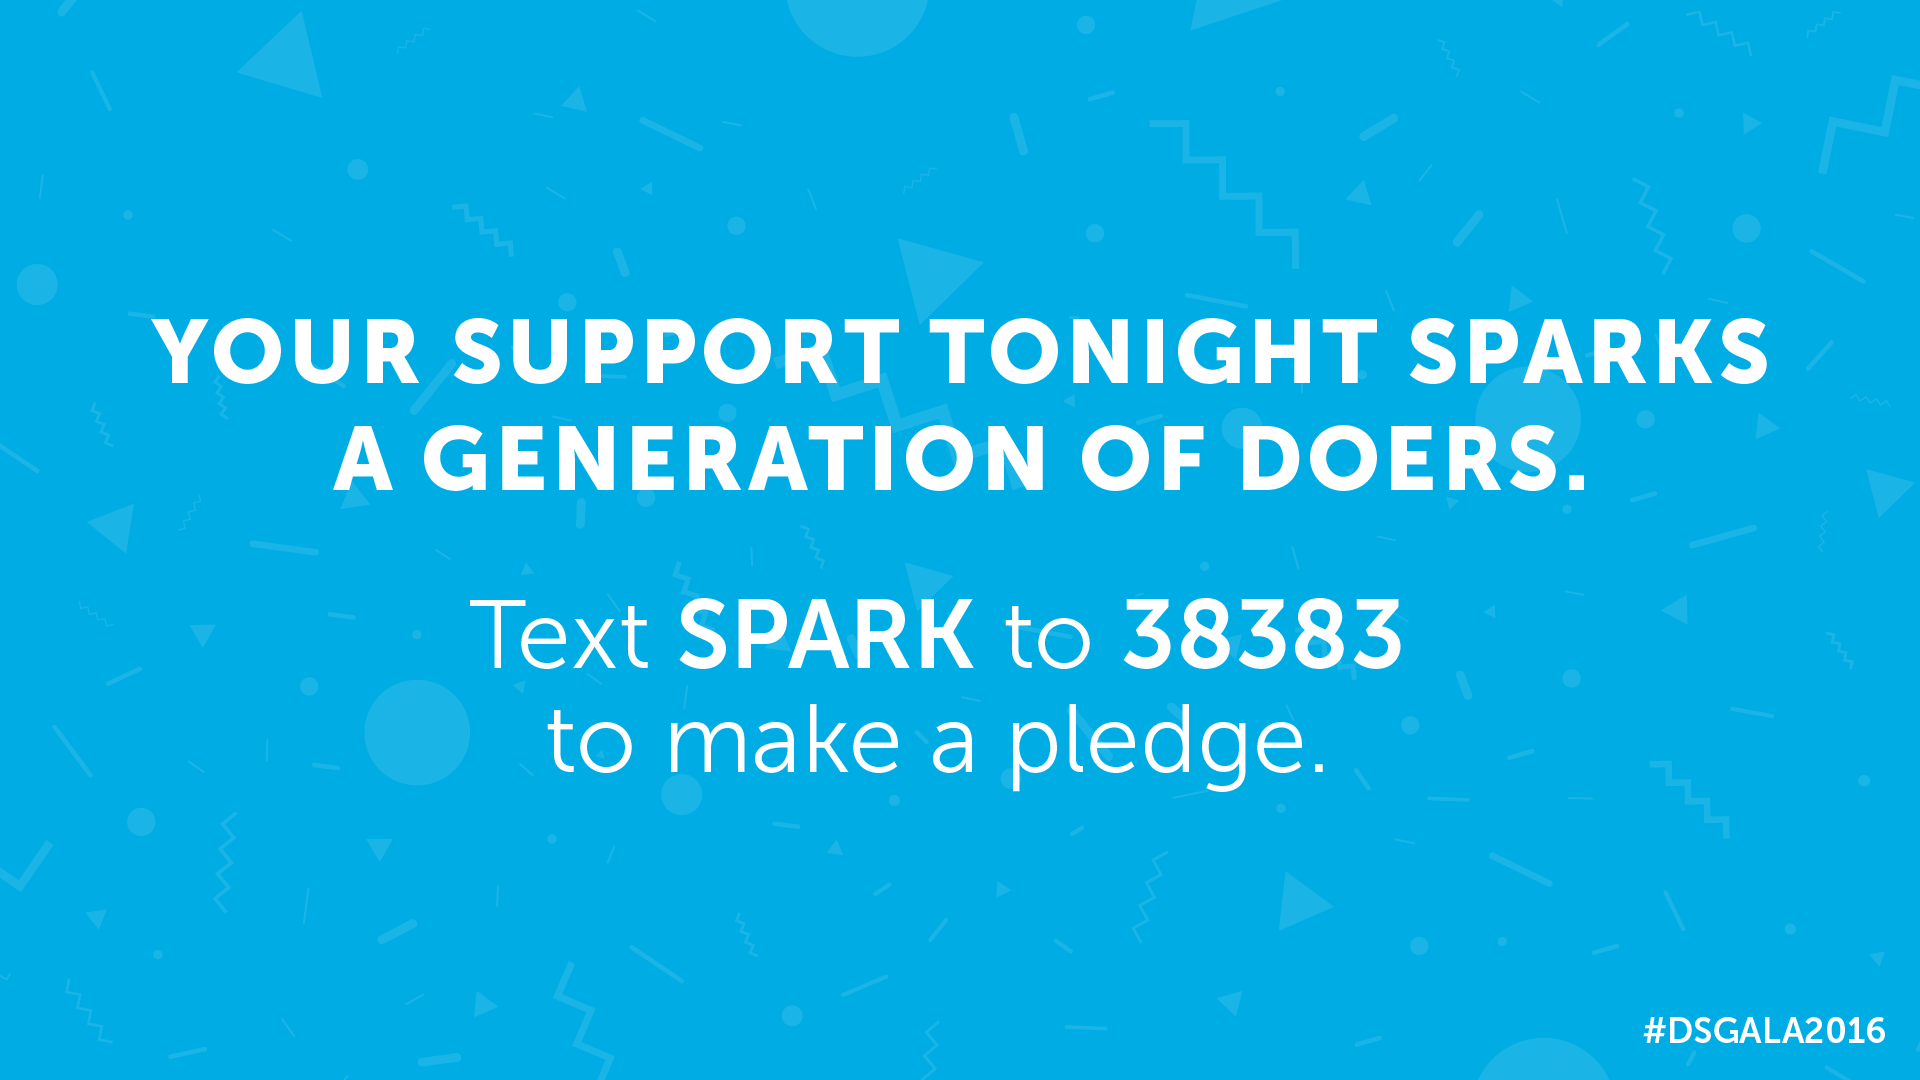 YOUR SUPPORT TONIGHT SPARKS
A GENERATION OF DOERS.
Text SPARK to 38383
to make a pledge.
#DSGALA2016